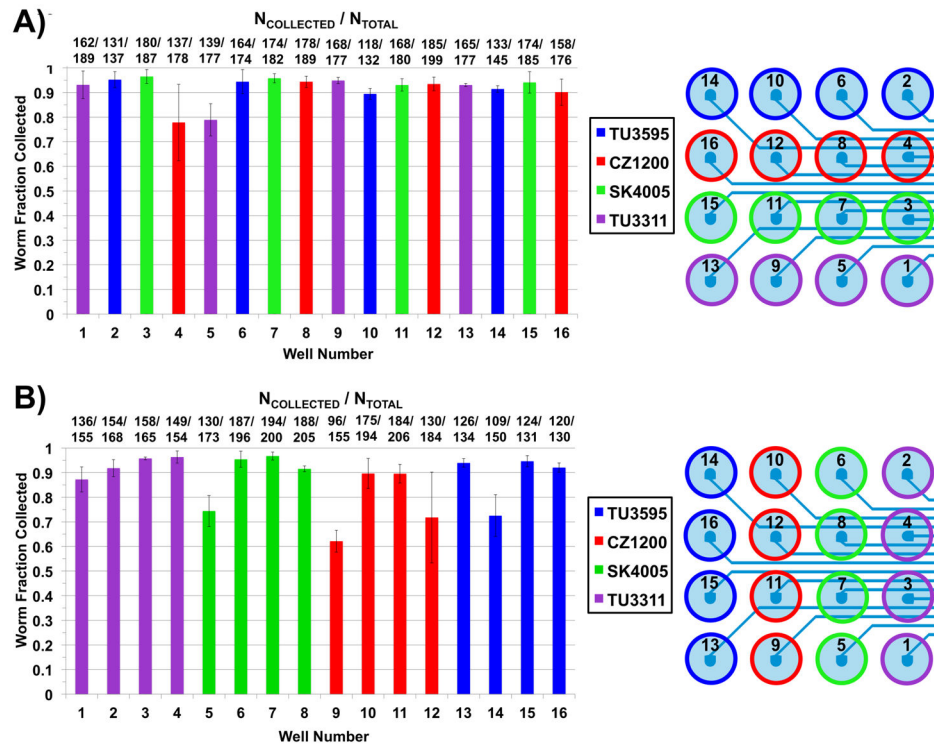 A)
N_COLLECTED / N_TOTAL
162/ 131/ 180/ 137/ 139/ 164/ 174/ 178/ 168/ 118/ 168/ 185/ 165/ 133/ 174/ 158/
189 137 187 178 177 174 182 189 177 132 180 199 177 145 185 176
1
0.9
0.8
0.7
0.6
0.5
0.4
0.3
0.2
0.1
0
Worm Fraction Collected
1 2 3 4 5 6 7 8 9 10 11 12 13 14 15 16
Well Number
TU3595
CZ1200
SK4005
TU3311
14 10 6 2
16 12 8 4
15 11 7 3
13 9 5 1
B)
N_COLLECTED / N_TOTAL
136/ 154/ 158/ 149/ 130/ 187/ 194/ 188/ 96/ 175/ 184/ 130/ 126/ 109/ 124/ 120/
155 168 165 154 173 196 200 205 155 194 206 184 134 150 131 130
1
0.9
0.8
0.7
0.6
0.5
0.4
0.3
0.2
0.1
0
Worm Fraction Collected
1 2 3 4 5 6 7 8 9 10 11 12 13 14 15 16
Well Number
TU3595
CZ1200
SK4005
TU3311
14 10 6 2
16 12 8 4
15 11 7 3
13 9 5 1